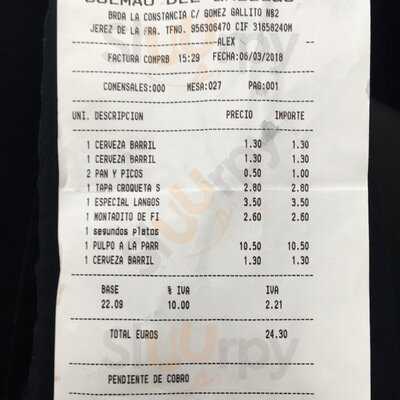 BRDA LA CONSTANCIA C/ GOMEZ GALLITO N82
JEREZ DE LA FRA. TFNO. 956306470 CIF 31658240M
ALEX
FACTURA COMPRB 15:29 FECHA:06/03/2018
COMENSALES:000 MESA:027 PAG:001
UNI. DESCRIPCION PRECIO IMPORTE
1 CERVEZA BARRIL 1.30 1.30
1 CERVEZA BARRIL 1.30 1.30
2 PAN Y PICOS 0.50 1.00
1 TAPA CROQUETA S 2.80 2.80
1 ESPECIAL LANGOS 3.50 3.50
1 MONTADITO DE FI 2.60 2.60
1 segundos platos
1 PULPO A LA PARR 10.50 10.50
1 CERVEZA BARRIL 1.30 1.30
BASE % IVA IVA
22.09 10.00 2.21
TOTAL EUROS 24.30
PENDIENTE DE COBRO